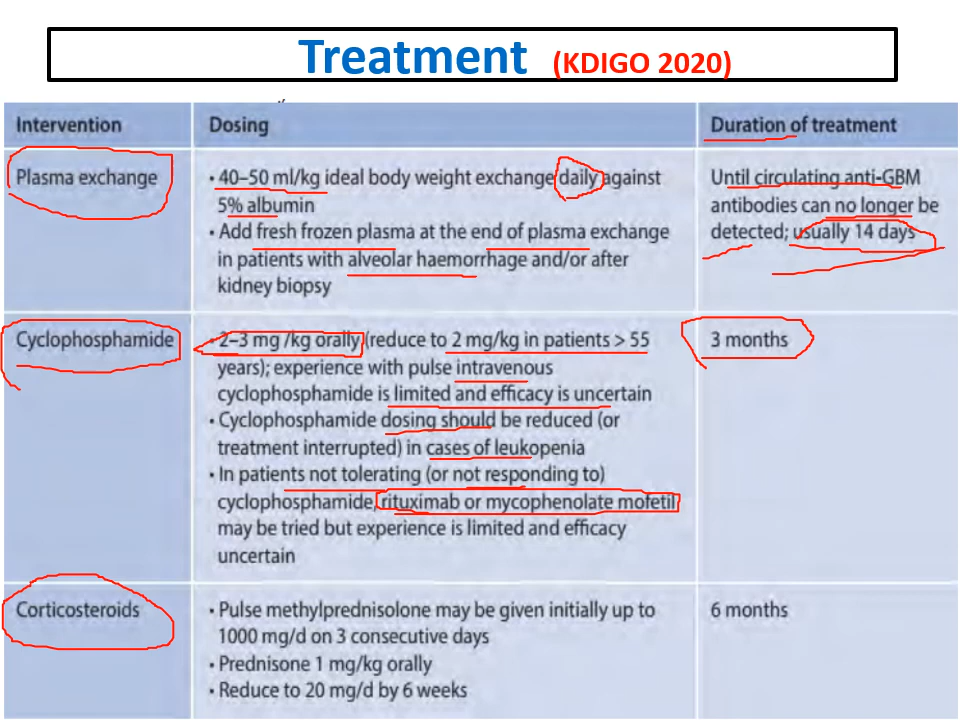 Treatment (KDIGO 2020)
Intervention
Dosing
Duration of treatment
Plasma exchange
• 40–50 ml/kg ideal body weight exchange daily against
5% albumin
• Add fresh frozen plasma at the end of plasma exchange
in patients with alveolar haemorrhage and/or after
kidney biopsy
Until circulating anti-GBM
antibodies can no longer be
detected; usually 14 days
Cyclophosphamide
• 2–3 mg /kg orally (reduce to 2 mg/kg in patients > 55
years); experience with pulse intravenous
cyclophosphamide is limited and efficacy is uncertain
• Cyclophosphamide dosing should be reduced (or
treatment interrupted) in cases of leukopenia
• In patients not tolerating (or not responding to)
cyclophosphamide, rituximab or mycophenolate mofetil
may be tried but experience is limited and efficacy
uncertain
3 months
Corticosteroids
• Pulse methylprednisolone may be given initially up to
1000 mg/d on 3 consecutive days
• Prednisone 1 mg/kg orally
• Reduce to 20 mg/d by 6 weeks
6 months